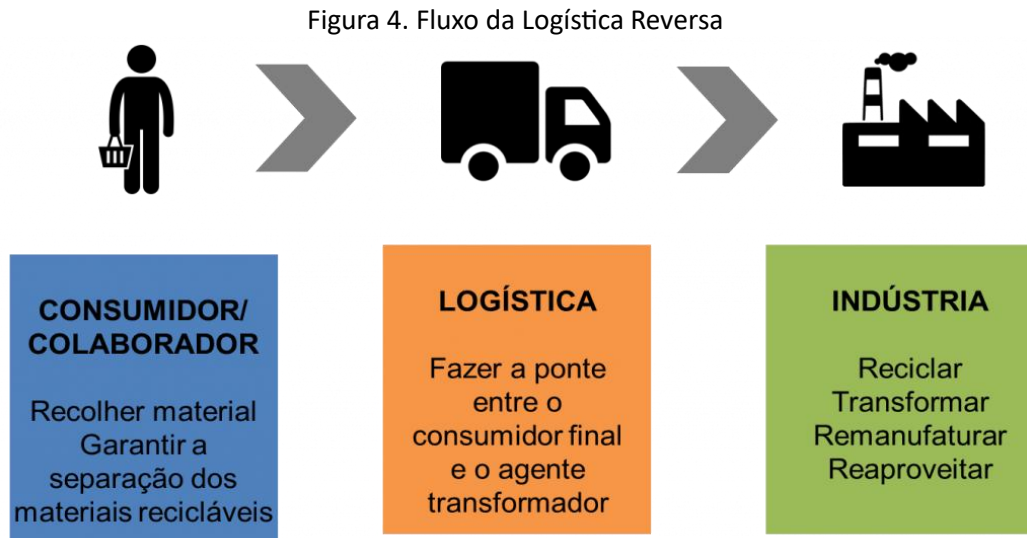 Figura 4. Fluxo da Logística Reversa
CONSUMIDOR/
COLABORADOR
Recolher material
Garantir a
separação dos
materiais recicláveis
LOGÍSTICA
Fazer a ponte
entre o
consumidor final
e o agente
transformador
INDÚSTRIA
Reciclar
Transformar
Remanufaturar
Reaproveitar